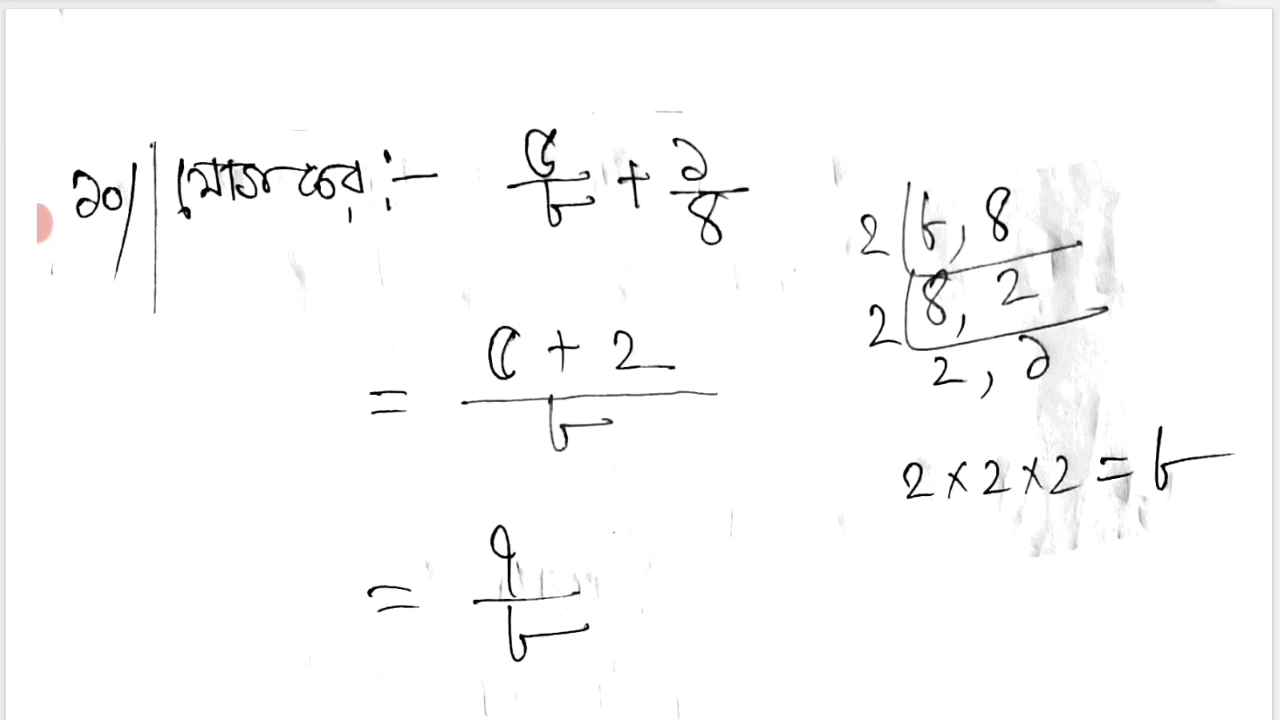 ১০/ যোগ করো :- ৫/৮ + ১/৪
= ৫ + ২ / ৮
= ৭/৮
২ | ৮, ৪
২ | ৪, ২
২, ১
২ × ২ × ২ = ৮